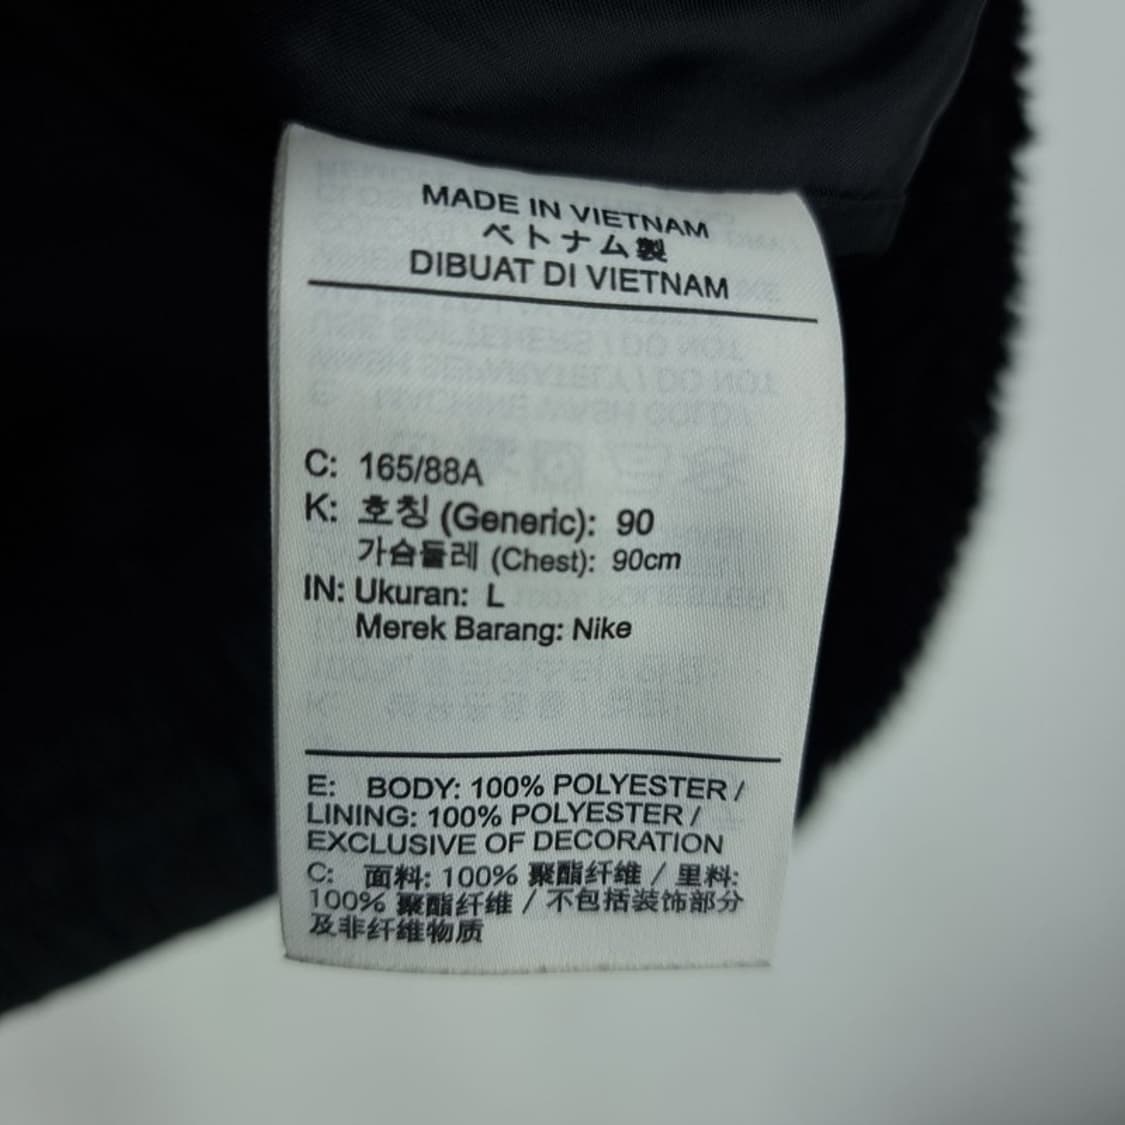 MADE IN VIETNAM
ベトナム製
DIBUAT DI VIETNAM
C: 165/88A
K: 호칭 (Generic): 90
가슴둘레 (Chest): 90cm
IN: Ukuran: L
Merek Barang: Nike
E: BODY: 100% POLYESTER /
LINING: 100% POLYESTER /
EXCLUSIVE OF DECORATION
C: 面料: 100% 聚酯纤维 / 里料:
100% 聚酯纤维 / 不包括装饰部分
及非纤维物质